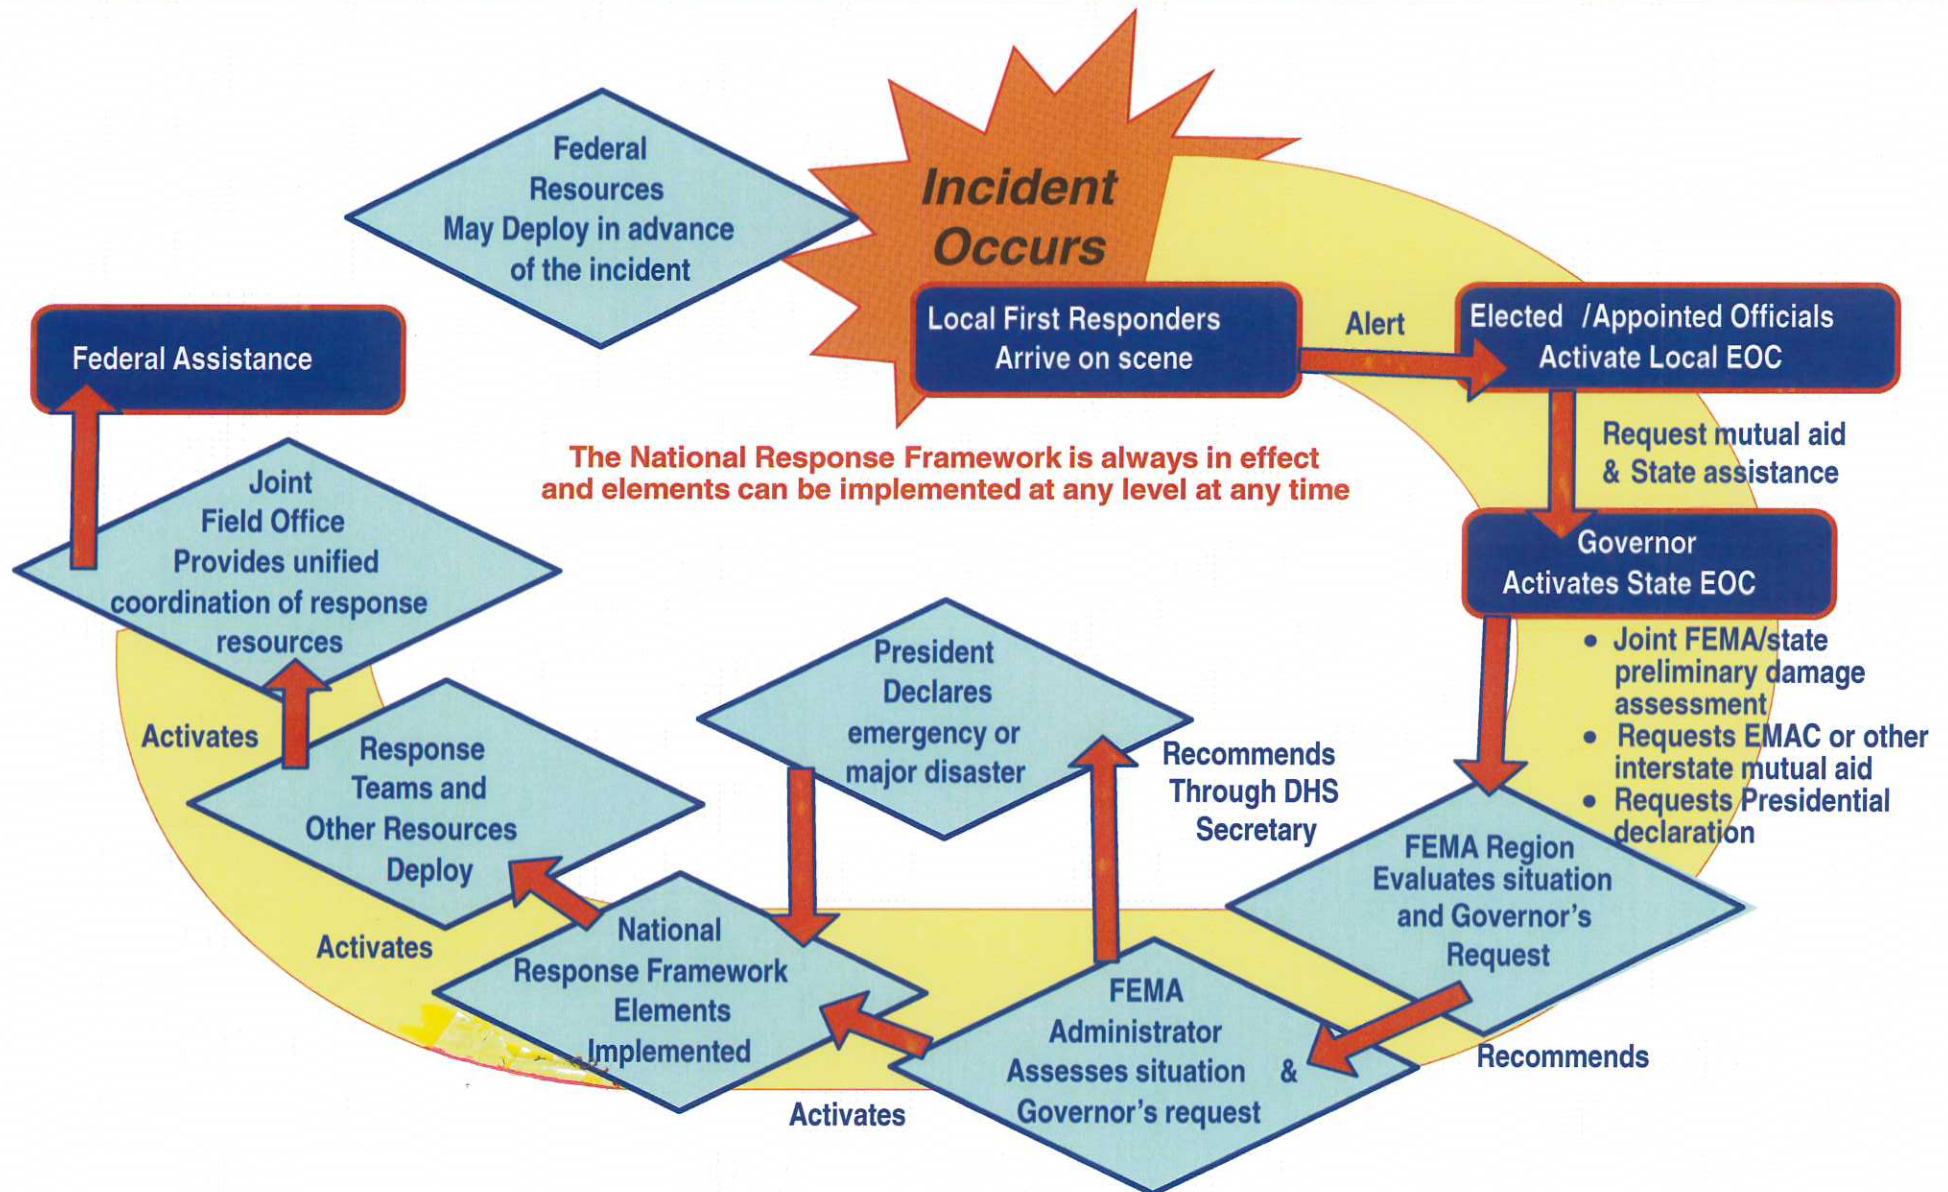 Federal
Resources
May Deploy in advance
of the incident
Incident
Occurs
Local First Responders
Arrive on scene
Alert
Elected /Appointed Officials
Activate Local EOC
Request mutual aid
& State assistance
Governor
Activates State EOC
• Joint FEMA/state
preliminary damage
assessment
• Requests EMAC or other
interstate mutual aid
• Requests Presidential
declaration
FEMA Region
Evaluates situation
and Governor's
Request
Recommends
FEMA
Administrator
Assesses situation &
Governor's request
Recommends
Through DHS
Secretary
President
Declares
emergency or
major disaster
Activates
National
Response Framework
Elements
Implemented
Activates
Response
Teams and
Other Resources
Deploy
Activates
Joint
Field Office
Provides unified
coordination of response
resources
Federal Assistance
The National Response Framework is always in effect
and elements can be implemented at any level at any time